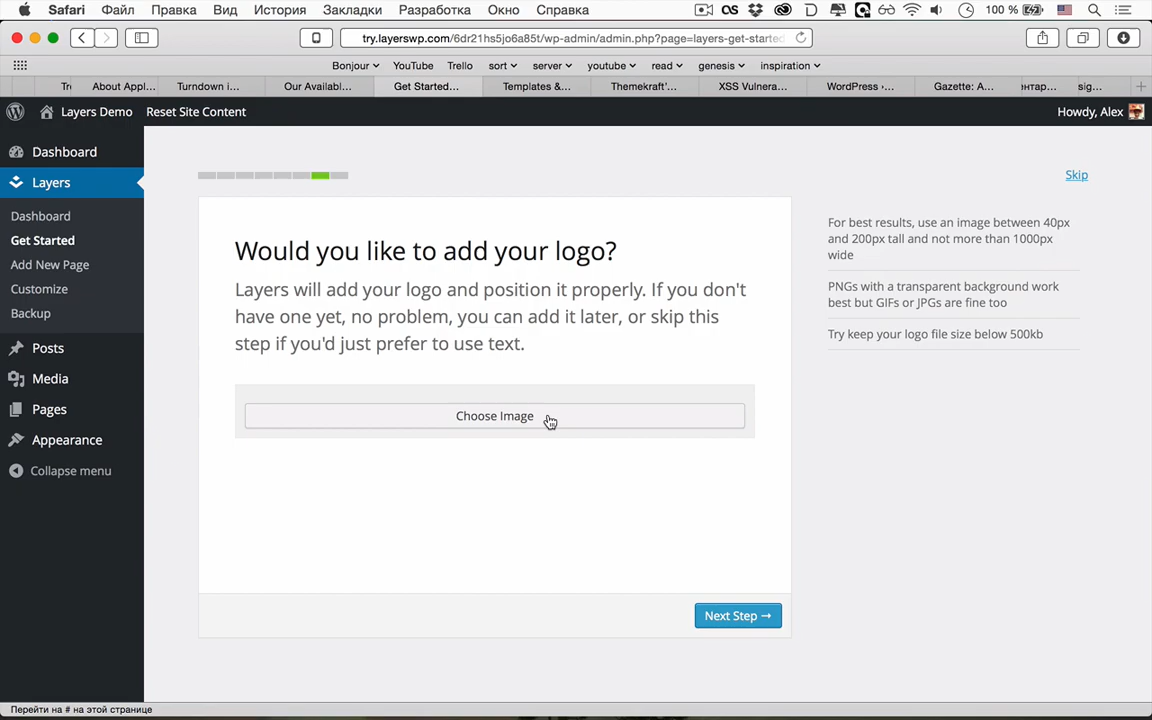 Safari Файл Правка Вид История Закладки Разработка Окно Справка 100 %
try.layerswp.com/6dr21hs5jo6a85t/wp-admin/admin.php?page=layers-get-started
Bonjour YouTube Trello sort server youtube read genesis inspiration
Tr About Appl... Turndown i... Our Availabl... Get Started... Templates &... Themekraft'... XSS Vulnera... WordPress ‹... Gazette: A... нтар... sig...
Layers Demo Reset Site Content Howdy, Alex
Dashboard
Layers
Dashboard
Get Started
Add New Page
Customize
Backup
Posts
Media
Pages
Appearance
Collapse menu
Skip
Would you like to add your logo?
Layers will add your logo and position it properly. If you don't
have one yet, no problem, you can add it later, or skip this
step if you'd just prefer to use text.
Choose Image
Next Step →
For best results, use an image between 40px
and 200px tall and not more than 1000px
wide
PNGs with a transparent background work
best but GIFs or JPGs are fine too
Try keep your logo file size below 500kb
Перейти на # на этой странице